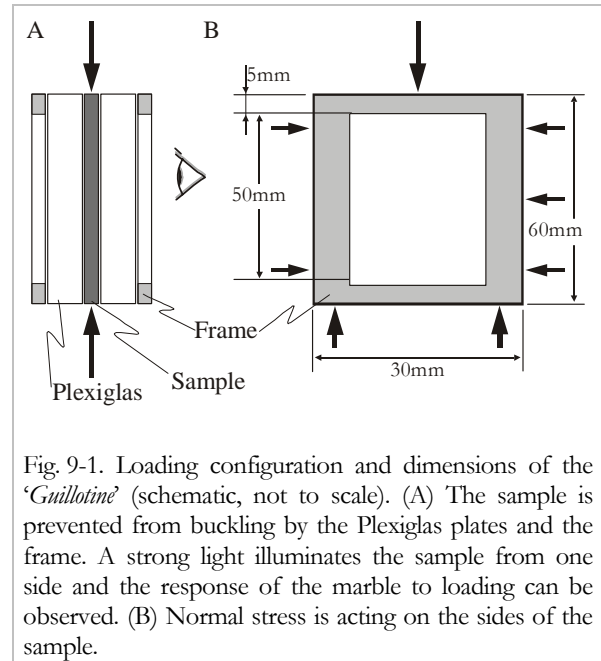 A
B
5mm
50mm
60mm
Frame
Sample
Plexiglas
30mm
Fig. 9-1. Loading configuration and dimensions of the
‘Guillotine’ (schematic, not to scale). (A) The sample is
prevented from buckling by the Plexiglas plates and the
frame. A strong light illuminates the sample from one
side and the response of the marble to loading can be
observed. (B) Normal stress is acting on the sides of the
sample.